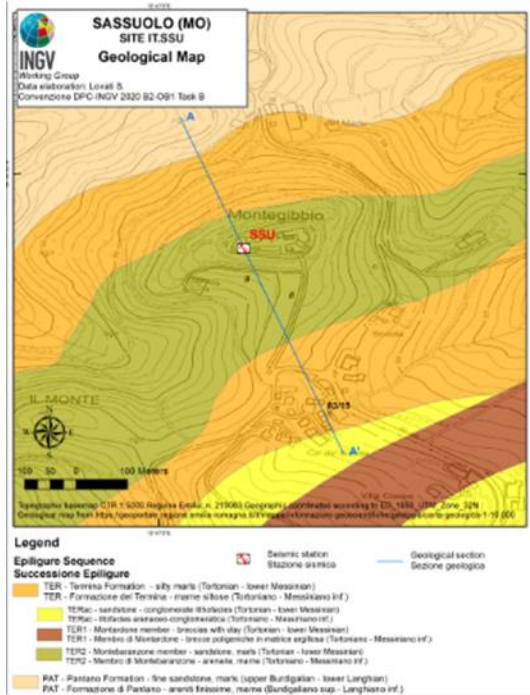 SASSUOLO (MO)
SITE IT.SSU
Geological Map
INGV
Working Group
Data elaboration: Lovati S.
Convenzione DPC-INGV 2020 B2-OB1 Task B
A
Montegibbio
SSU
IL MONTE
N
W E
S
A'
100 50 0 100 Meters
Legend
Epiligure Sequence
Successione Epiligure
Seismic station
Stazione sismica
Geological section
Sezione geologica
TER - Termina Formation - silty marls (Tortonian - lower Messinian)
TER - Formazione del Termina - marne siltose (Tortoniano - Messiniano inf.)
TERac - sandstone - conglomerate lithofacies (Tortonian - lower Messinian)
TERac - litofacies arenaceo-conglomeratica (Tortoniano - Messiniano inf.)
TER1 - Montardone member - breccias with clay (Tortonian - lower Messinian)
TER1 - Membro di Montardone - brecce poligeniche in matrice argillosa (Tortoniano - Messiniano inf.)
TER2 - Montebaranzone member - sandstone, marls (Tortonian - lower Messinian)
TER2 - Membro di Montebaranzone - arenarie, marne (Tortoniano - Messiniano inf.)
PAT - Pantano Formation - fine sandstone, marls (upper Burdigalian - lower Langhian)
PAT - Formazione di Pantano - areniti finissime, marne (Burdigaliano sup. - Langhiano inf.)